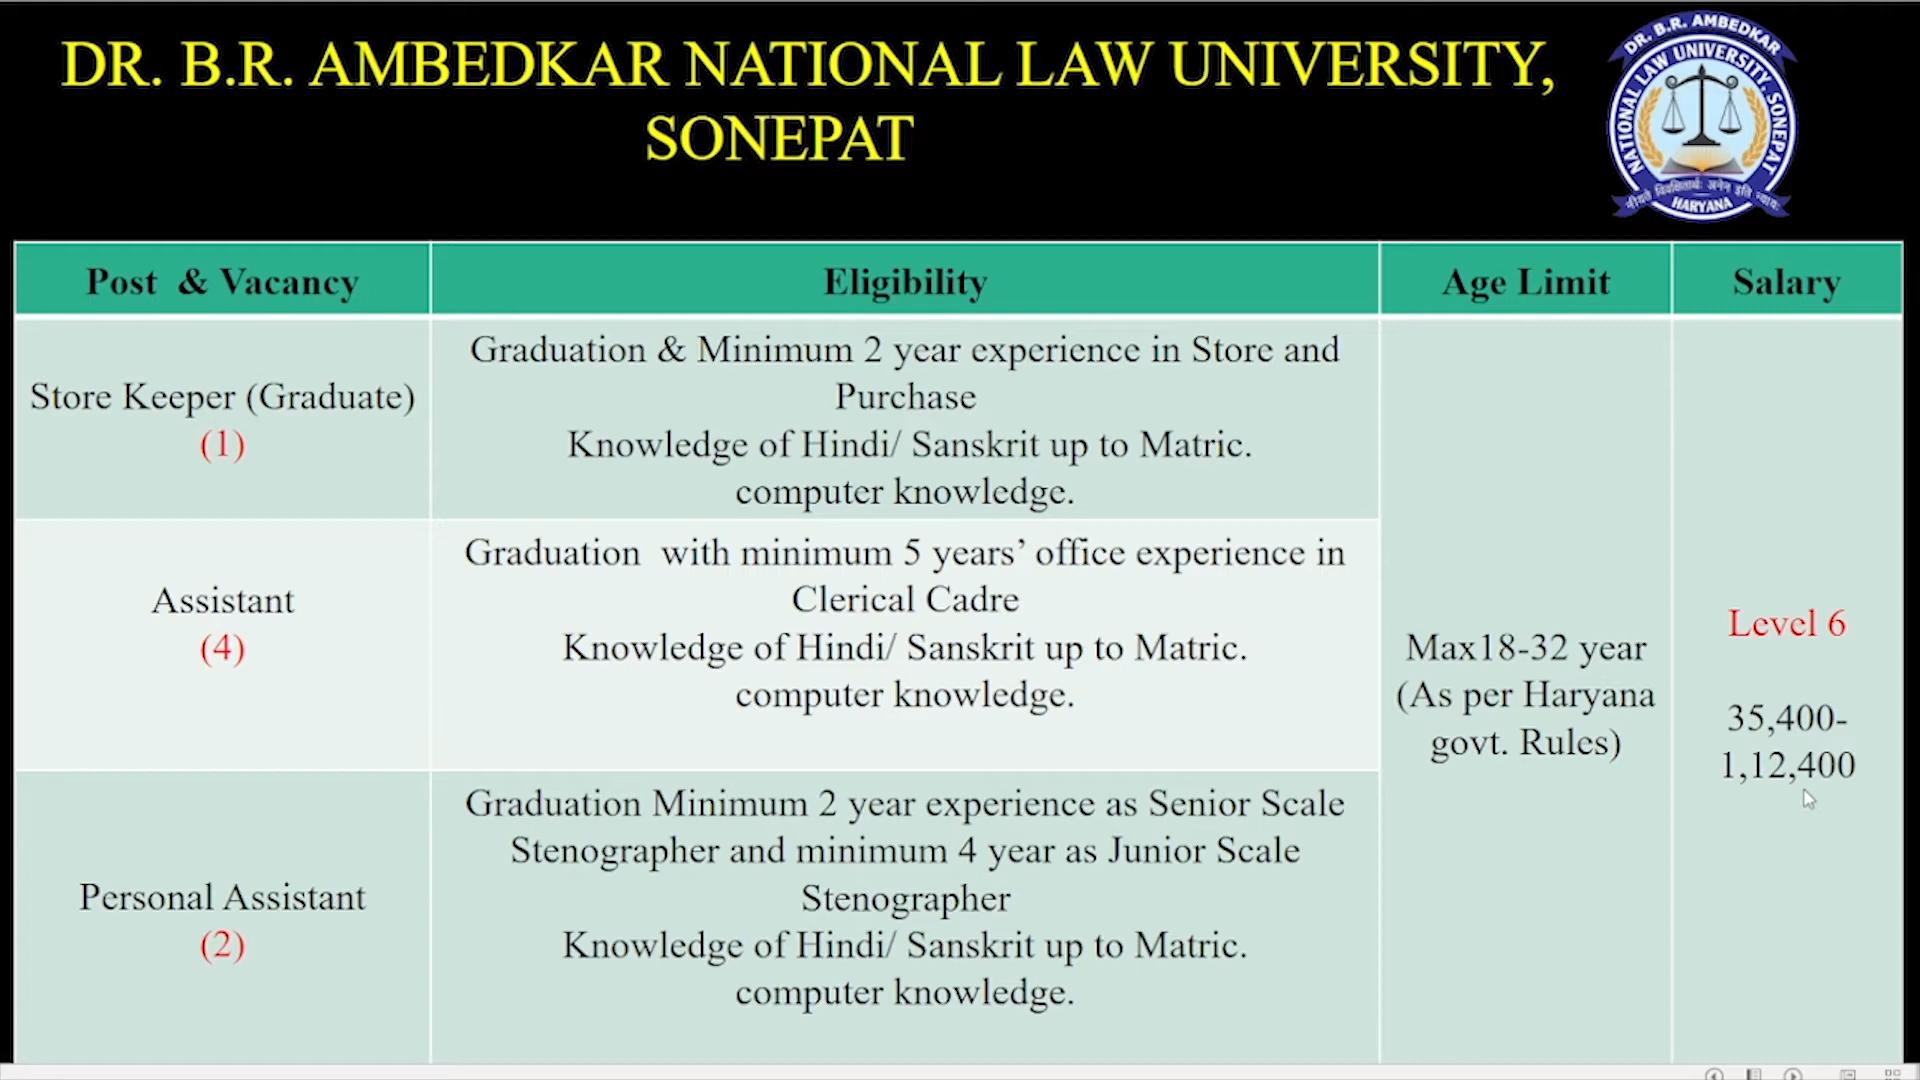 DR. B.R. AMBEDKAR NATIONAL LAW UNIVERSITY,
SONEPAT
DR. B.R. AMBEDKAR
NATIONAL LAW UNIVERSITY, SONEPAT
HARYANA
Post & Vacancy
Eligibility
Age Limit
Salary
Store Keeper (Graduate)
(1)
Graduation & Minimum 2 year experience in Store and
Purchase
Knowledge of Hindi/ Sanskrit up to Matric.
computer knowledge.
Assistant
(4)
Graduation with minimum 5 years’ office experience in
Clerical Cadre
Knowledge of Hindi/ Sanskrit up to Matric.
computer knowledge.
Personal Assistant
(2)
Graduation Minimum 2 year experience as Senior Scale
Stenographer and minimum 4 year as Junior Scale
Stenographer
Knowledge of Hindi/ Sanskrit up to Matric.
computer knowledge.
Max18-32 year
(As per Haryana
govt. Rules)
Level 6
35,400-
1,12,400